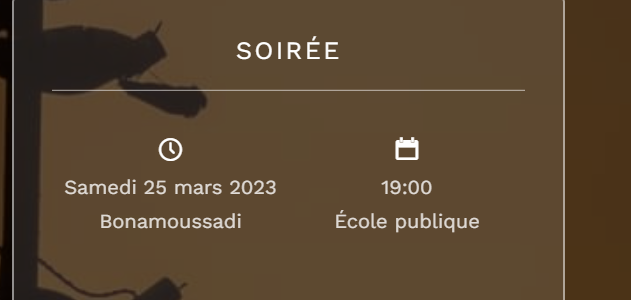 SOIRÉE
Samedi 25 mars 2023
Bonamoussadi
19:00
École publique